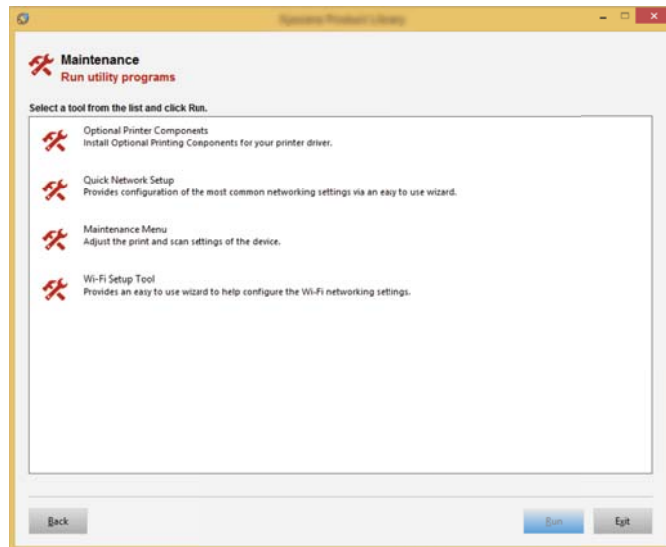 Maintenance
Run utility programs
Select a tool from the list and click Run.
Optional Printer Components
Install Optional Printing Components for your printer driver.
Quick Network Setup
Provides configuration of the most common networking settings via an easy to use wizard.
Maintenance Menu
Adjust the print and scan settings of the device.
Wi-Fi Setup Tool
Provides an easy to use wizard to help configure the Wi-Fi networking settings.
Back
Run
Exit